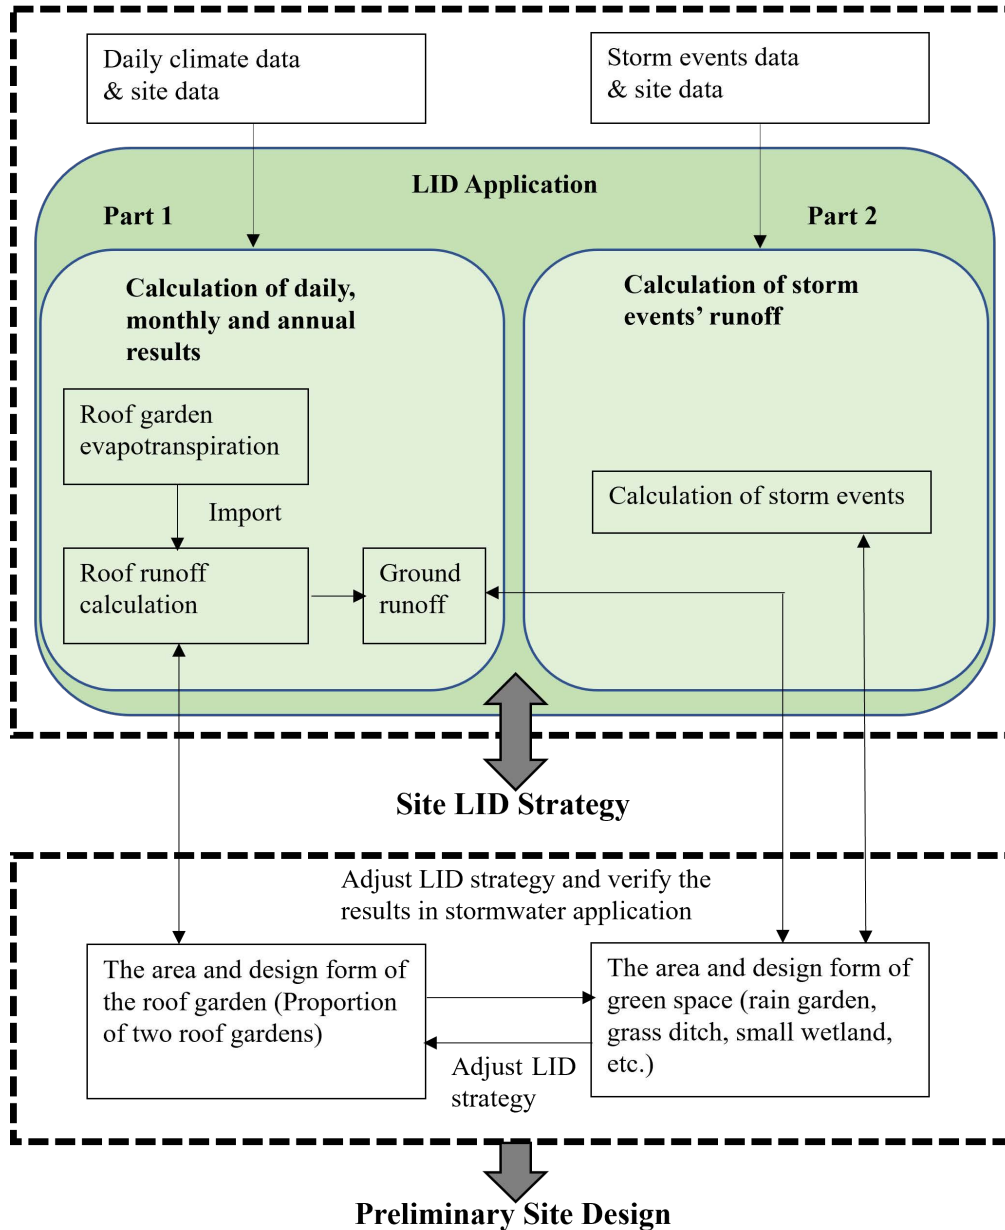 Daily climate data
& site data
Storm events data
& site data
LID Application
Part 1
Part 2
Calculation of daily,
monthly and annual
results
Calculation of storm
events’ runoff
Roof garden
evapotranspiration
Import
Calculation of storm events
Roof runoff
calculation
Ground
runoff
Site LID Strategy
Adjust LID strategy and verify the
results in stormwater application
The area and design form of
the roof garden (Proportion
of two roof gardens)
The area and design form of
green space (rain garden,
grass ditch, small wetland,
etc.)
Adjust LID
strategy
Preliminary Site Design